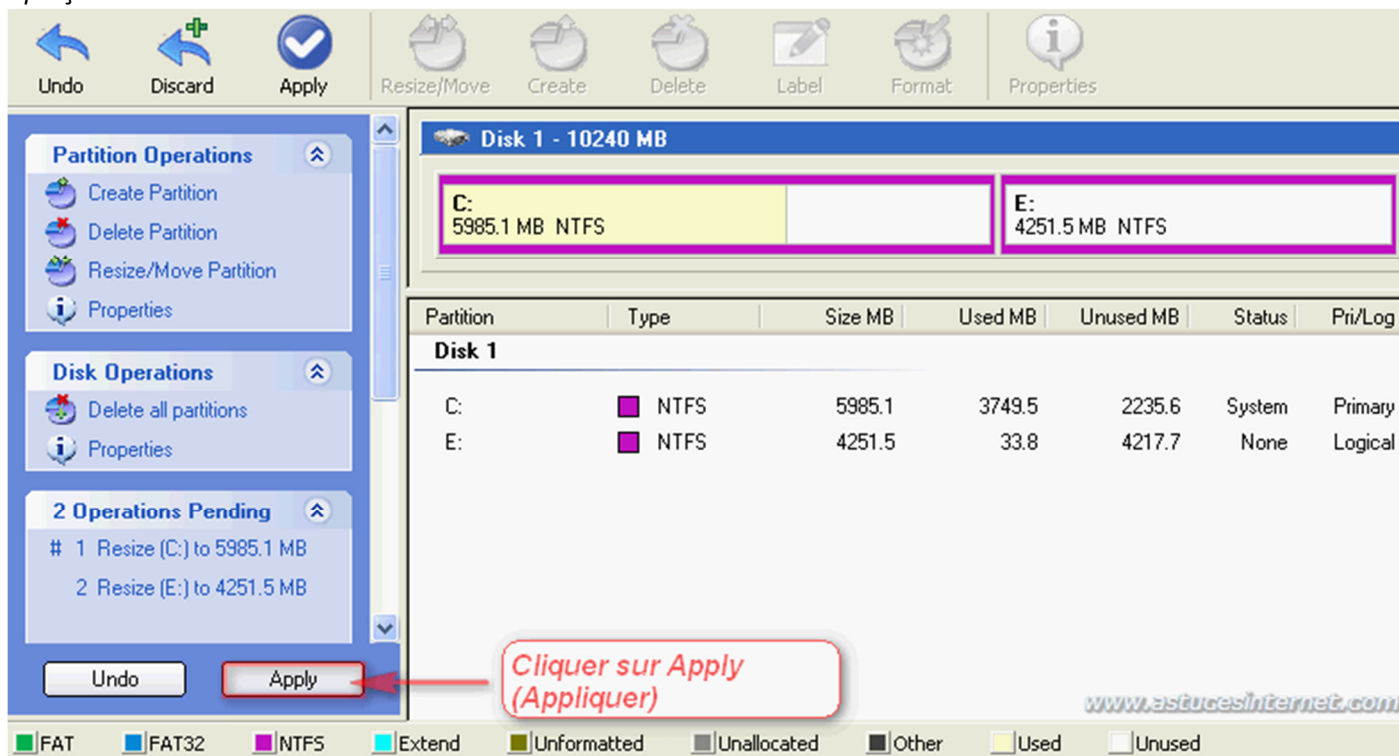 Undo Discard Apply Resize/Move Create Delete Label Format Properties
Partition Operations
Create Partition
Delete Partition
Resize/Move Partition
Properties
Disk Operations
Delete all partitions
Properties
2 Operations Pending
# 1 Resize (C:) to 5985.1 MB
2 Resize (E:) to 4251.5 MB
Undo Apply
Disk 1 - 10240 MB
C:
5985.1 MB NTFS
E:
4251.5 MB NTFS
Partition Type Size MB Used MB Unused MB Status Pri/Log
Disk 1
C: NTFS 5985.1 3749.5 2235.6 System Primary
E: NTFS 4251.5 33.8 4217.7 None Logical
Cliquer sur Apply
(Appliquer)
www.astucesinternet.com
FAT FAT32 NTFS Extend Unformatted Unallocated Other Used Unused